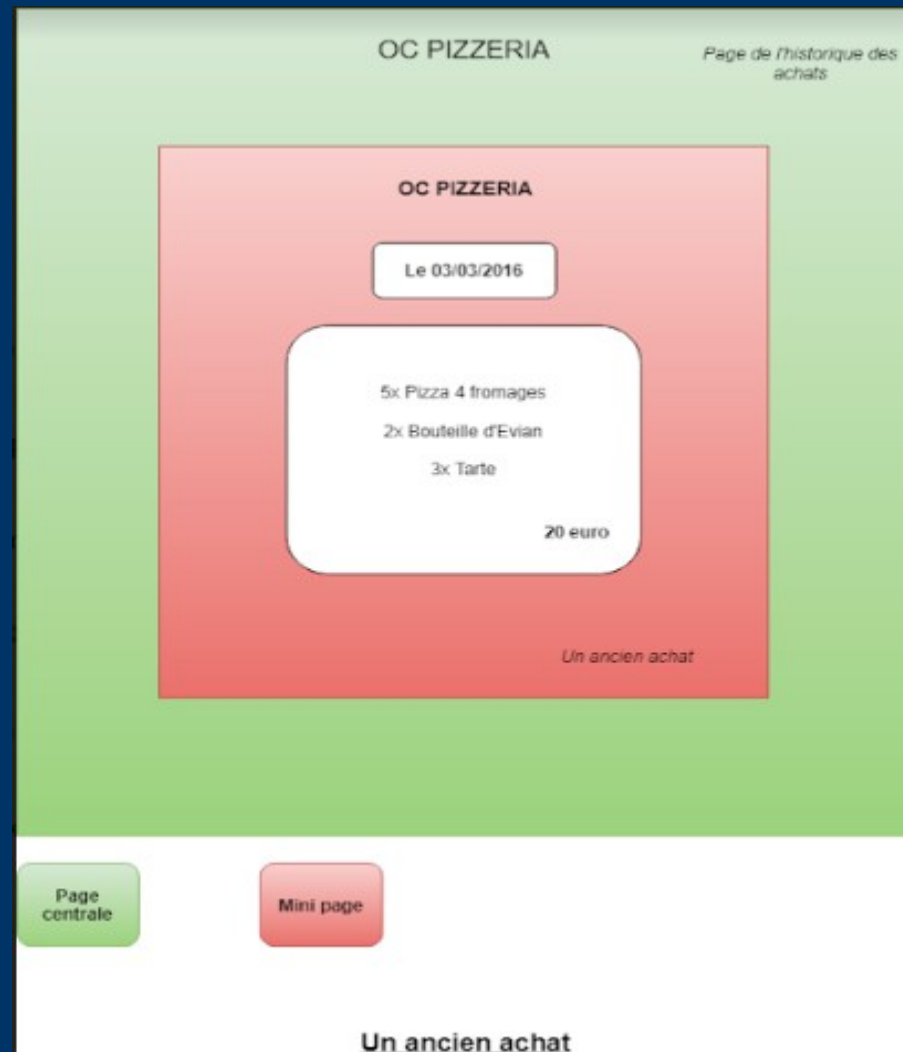 OC PIZZERIA
Page de l'historique des
achats
OC PIZZERIA
Le 03/03/2016
5x Pizza 4 fromages
2x Bouteille d'Evian
3x Tarte
20 euro
Un ancien achat
Page
centrale
Mini page
Un ancien achat